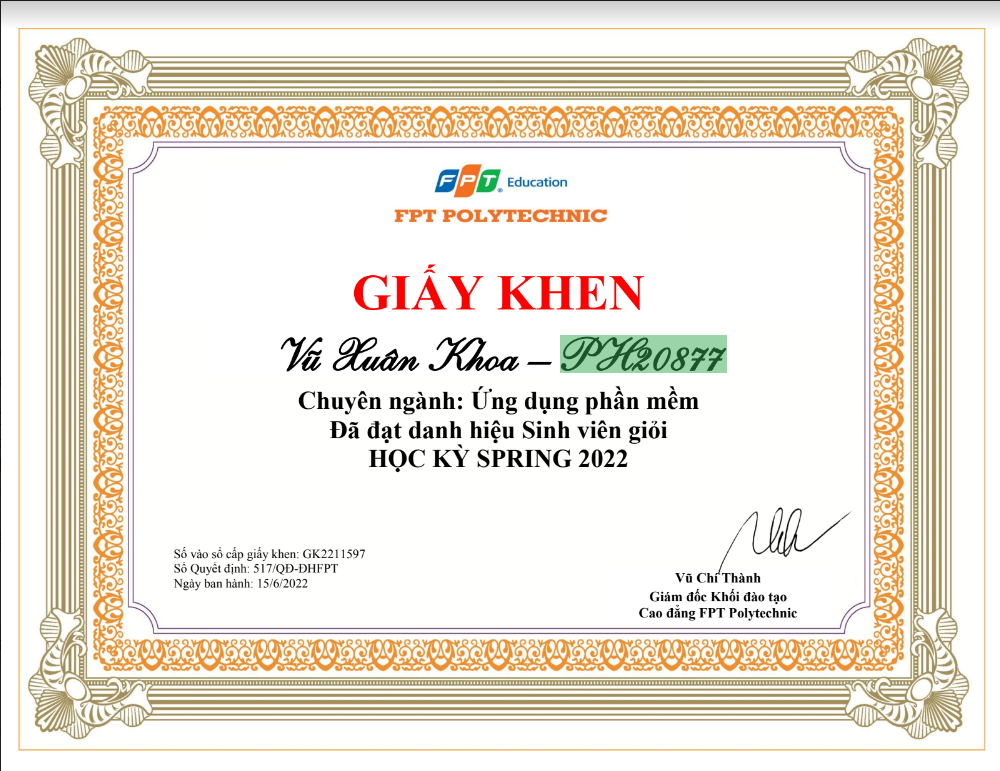 FPT Education
FPT POLYTECHNIC
GIẤY KHEN
Vũ Xuân Khoa – PH20877
Chuyên ngành: Ứng dụng phần mềm
Đã đạt danh hiệu Sinh viên giỏi
HỌC KỲ SPRING 2022
Số vào sổ cấp giấy khen: GK2211597
Số Quyết định: 517/QĐ-ĐHFPT
Ngày ban hành: 15/6/2022
Vũ Chí Thành
Giám đốc Khối đào tạo
Cao đẳng FPT Polytechnic